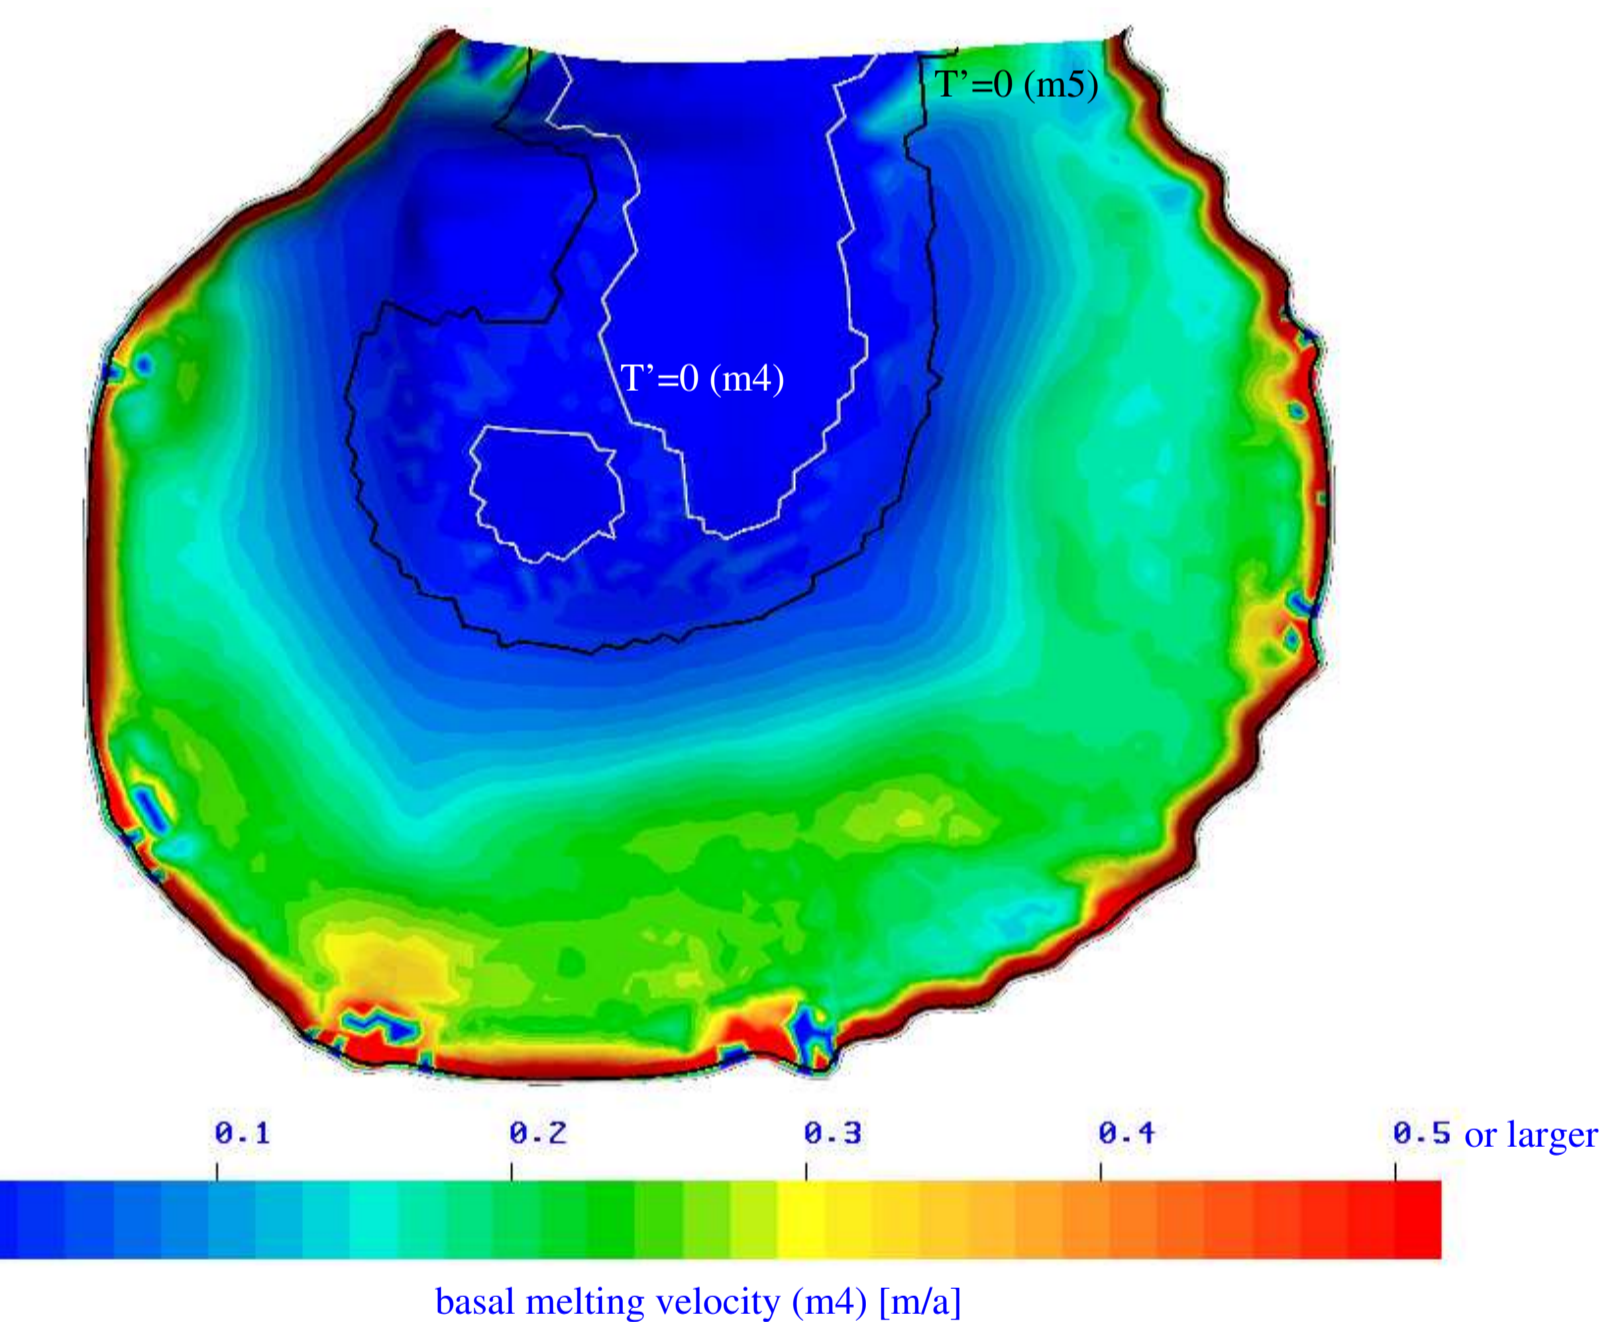 T’=0 (m5)
T’=0 (m4)
0.1 0.2 0.3 0.4 0.5 or larger
basal melting velocity (m4) [m/a]